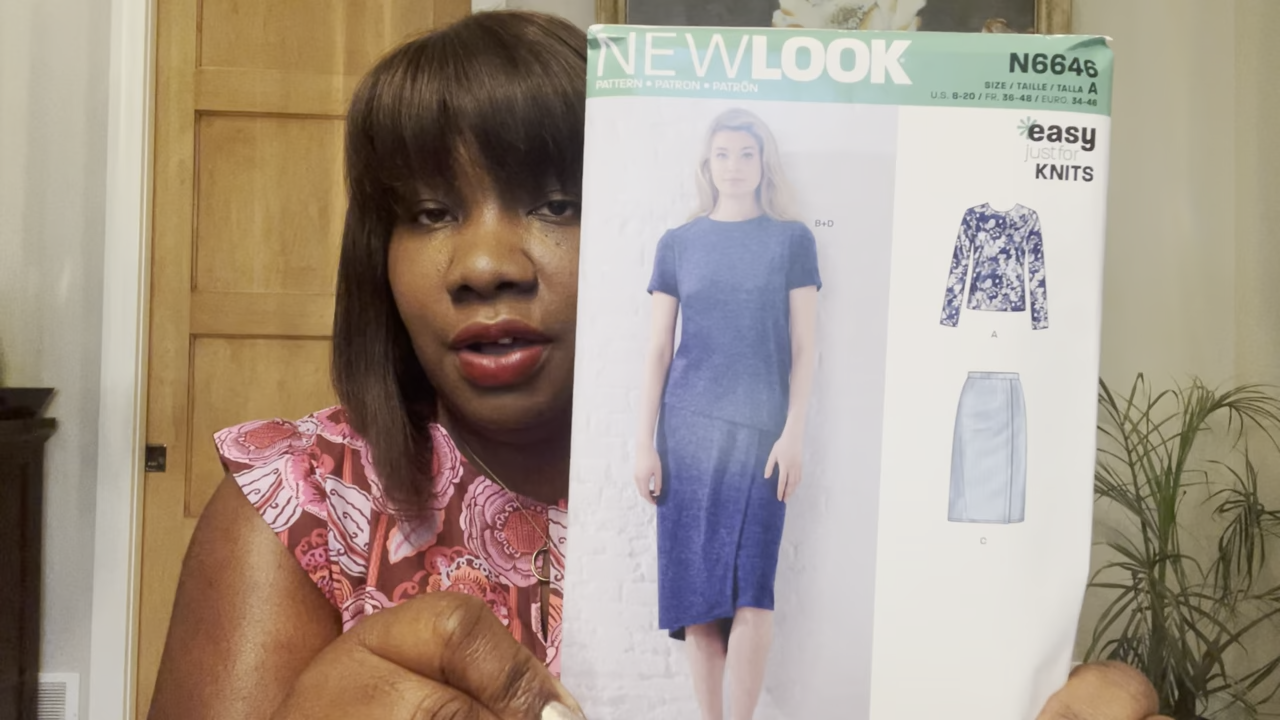 NEWLOOK
PATTERN • PATRON • PATRÓN
N6646
SIZE / TAILLE / TALLA A
U.S. 8-20 / FR. 36-48 / EURO. 34-46
easy
just for
KNITS
B+D
A
C